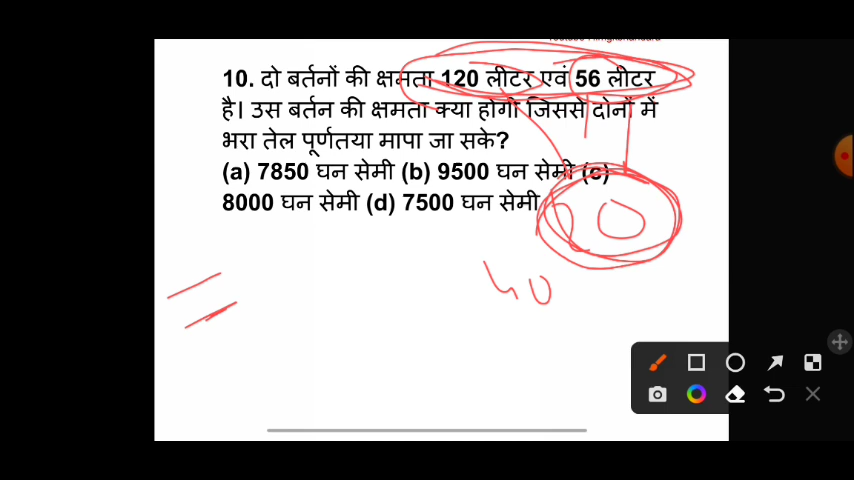 10. दो बर्तनों की क्षमता 120 लीटर एवं 56 लीटर
है। उस बर्तन की क्षमता क्या होगी जिससे दोनों में
भरा तेल पूर्णतया मापा जा सके?
(a) 7850 घन सेमी (b) 9500 घन सेमी (c)
8000 घन सेमी (d) 7500 घन सेमी